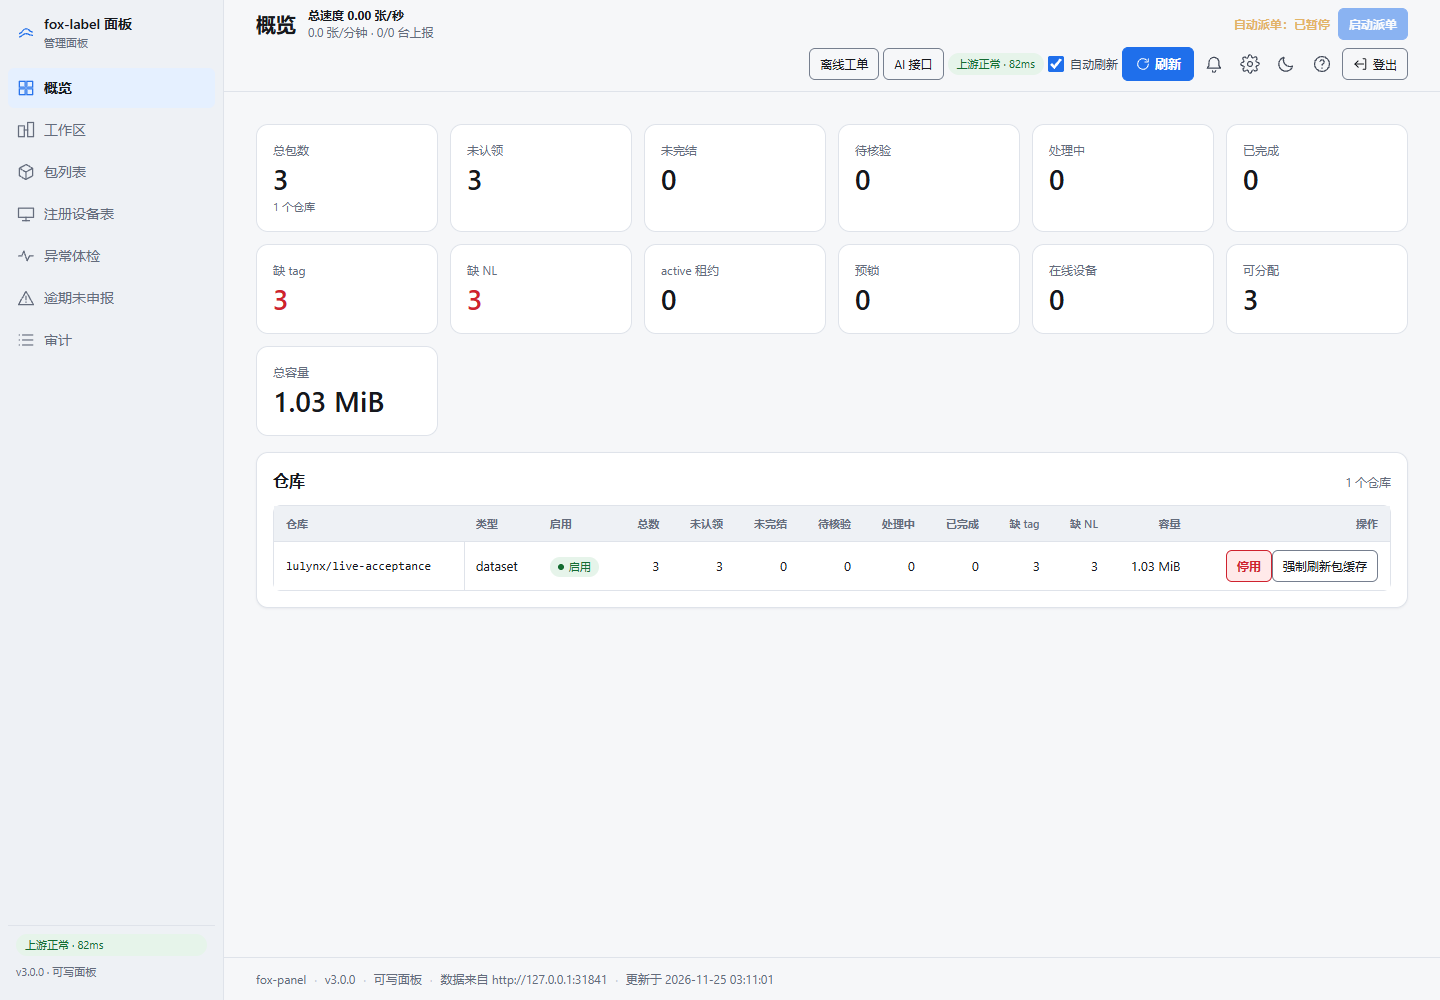 fox-label 面板
管理面板
概览
工作区
包列表
注册设备表
异常体检
逾期未申报
审计
上游正常 · 82ms
v3.0.0 · 可写面板
概览
总速度 0.00 张/秒
0.0 张/分钟 · 0/0 台上报
自动派单：已暂停
启动派单
离线工单
AI 接口
上游正常 · 82ms
自动刷新
刷新
登出
总包数
3
1 个仓库
未认领
3
未完结
0
待核验
0
处理中
0
已完成
0
缺 tag
3
缺 NL
3
active 租约
0
预锁
0
在线设备
0
可分配
3
总容量
1.03 MiB
仓库
1 个仓库
仓库 类型 启用 总数 未认领 未完结 待核验 处理中 已完成 缺 tag 缺 NL 容量 操作
lulynx/live-acceptance dataset 启用 3 3 0 0 0 0 3 3 1.03 MiB 停用 强制刷新包缓存
fox-panel · v3.0.0 · 可写面板 · 数据来自 http://127.0.0.1:31841 · 更新于 2026-11-25 03:11:01